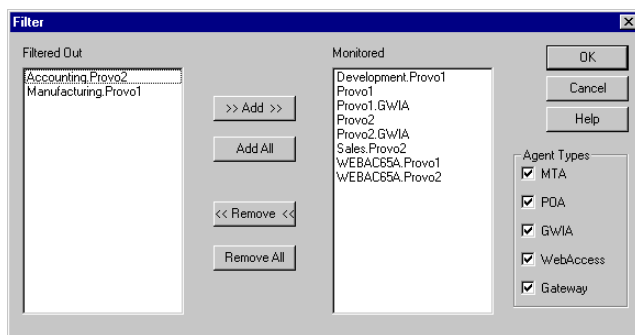 Filter
Filtered Out
Accounting.Provo2
Manufacturing.Provo1
>> Add >>
Add All
<< Remove <<
Remove All
Monitored
Development.Provo1
Provo1
Provo1.GWIA
Provo2
Provo2.GWIA
Sales.Provo2
WEBAC65A.Provo1
WEBAC65A.Provo2
OK
Cancel
Help
Agent Types
MTA
POA
GWIA
WebAccess
Gateway